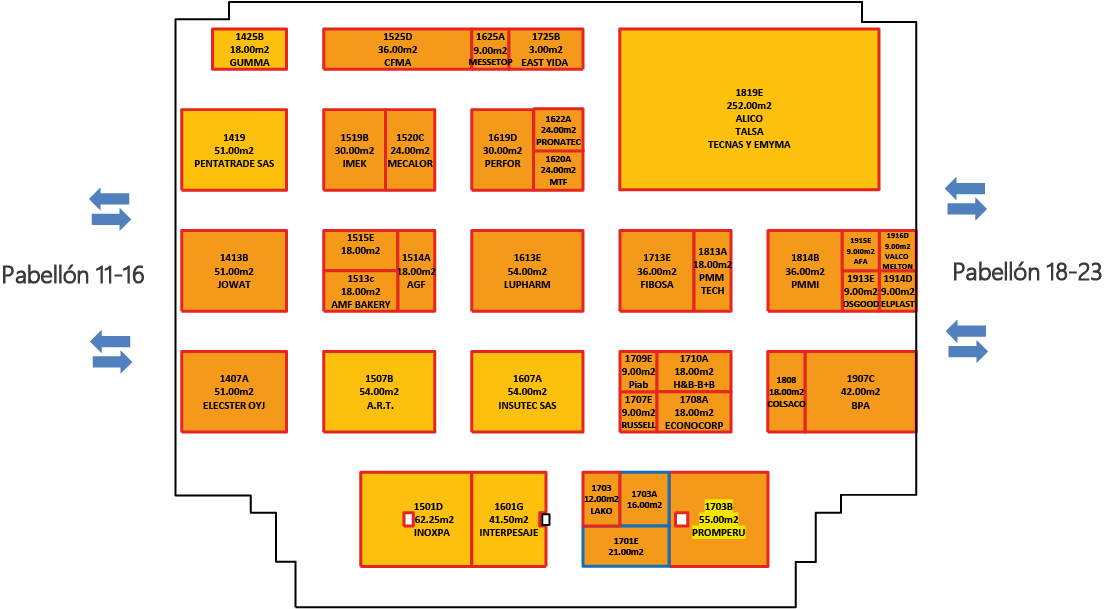 1425B
18.00m2
GUMMA
1525D
36.00m2
CFMA
1625A
9.00m2
MESSETOP
1725B
3.00m2
EAST YIDA
1819E
252.00m2
ALICO
TALSA
TECNAS Y EMYMA
1419
51.00m2
PENTATRADE SAS
1519B
30.00m2
IMEK
1520C
24.00m2
MECALOR
1619D
30.00m2
PERFOR
1622A
24.00m2
PRONATEC
1620A
24.00m2
MTF
Pabellón 11-16
1413B
51.00m2
JOWAT
1515E
18.00m2
1513c
18.00m2
AMF BAKERY
1514A
18.00m2
AGF
1613E
54.00m2
LUPHARM
1713E
36.00m2
FIBOSA
1813A
18.00m2
PMM
TECH
1814B
36.00m2
PMMI
1915E
9.0I0m2
AFA
1916D
9.00m2
VALCO
MELTON
1913E
9.00m2
OSGOOD
1914D
9.00m2
ELPLAST
Pabellón 18-23
1407A
51.00m2
ELECSTER OYJ
1507B
54.00m2
A.R.T.
1607A
54.00m2
INSUTEC SAS
1709E
9.00m2
Piab
1710A
18.00m2
H&B-B+B
1707E
9.00m2
RUSSELL
1708A
18.00m2
ECONOCORP
1808
18.00m2
COLSACO
1907C
42.00m2
BPA
1501D
62.25m2
INOXPA
1601G
41.50m2
INTERPESAJE
1703
12.00m2
LAKO
1703A
16.00m2
1701E
21.00m2
1703B
55.00m2
PROMPERU